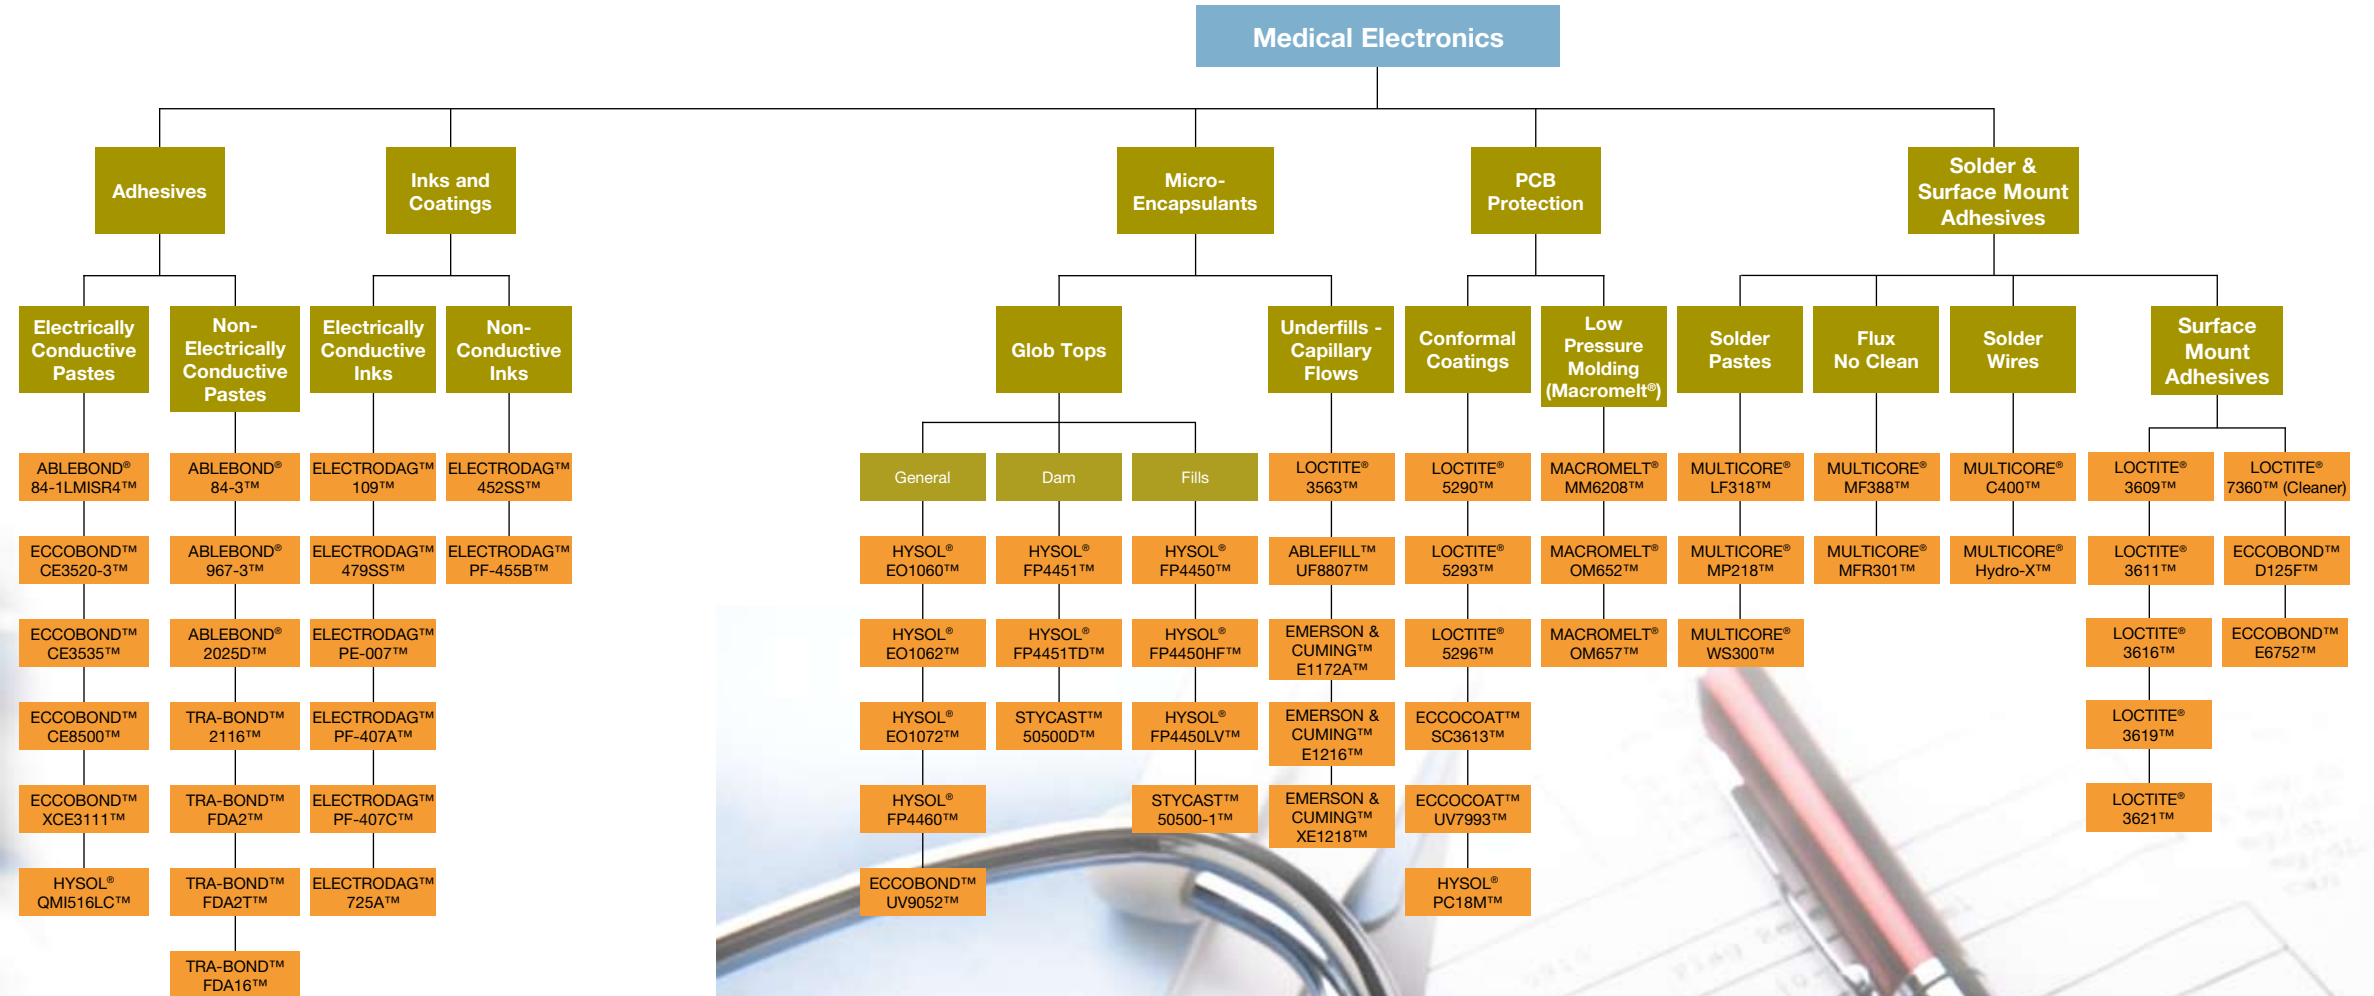 Medical Electronics
Adhesives
Inks and
Coatings
Micro-
Encapsulants
PCB
Protection
Solder &
Surface Mount
Adhesives
Electrically
Conductive
Pastes
Non-
Electrically
Conductive
Pastes
Electrically
Conductive
Inks
Non-
Conductive
Inks
Glob Tops
Underfills -
Capillary
Flows
Conformal
Coatings
Low
Pressure
Molding
(Macromelt®)
Solder
Pastes
Flux
No Clean
Solder
Wires
Surface
Mount
Adhesives
ABLEBOND®
84-1LMISR4™
ECCOBOND™
CE3520-3™
ECCOBOND™
CE3535™
ECCOBOND™
CE8500™
ECCOBOND™
XCE3111™
HYSOL®
QMI516LC™
ABLEBOND®
84-3™
ABLEBOND®
967-3™
ABLEBOND®
2025D™
TRA-BOND™
2116™
TRA-BOND™
FDA2™
TRA-BOND™
FDA2T™
TRA-BOND™
FDA16™
ELECTRODAG™
109™
ELECTRODAG™
479SS™
ELECTRODAG™
PE-007™
ELECTRODAG™
PF-407A™
ELECTRODAG™
PF-407C™
ELECTRODAG™
725A™
ELECTRODAG™
452SS™
ELECTRODAG™
PF-455B™
General
HYSOL®
EO1060™
HYSOL®
EO1062™
HYSOL®
EO1072™
HYSOL®
FP4460™
ECCOBOND™
UV9052™
Dam
HYSOL®
FP4451™
HYSOL®
FP4451TD™
STYCAST™
50500D™
Fills
HYSOL®
FP4450™
HYSOL®
FP4450HF™
HYSOL®
FP4450LV™
STYCAST™
50500-1™
LOCTITE®
3563™
ABLEFILL™
UF8807™
EMERSON &
CUMING™
E1172A™
EMERSON &
CUMING™
E1216™
EMERSON &
CUMING™
XE1218™
LOCTITE®
5290™
LOCTITE®
5293™
LOCTITE®
5296™
ECCOCOAT™
SC3613™
ECCOCOAT™
UV7993™
HYSOL®
PC18M™
MACROMELT®
MM6208™
MACROMELT®
OM652™
MACROMELT®
OM657™
MULTICORE®
LF318™
MULTICORE®
MP218™
MULTICORE®
WS300™
MULTICORE®
MF388™
MULTICORE®
MFR301™
MULTICORE®
C400™
MULTICORE®
Hydro-X™
LOCTITE®
3609™
LOCTITE®
3611™
LOCTITE®
3616™
LOCTITE®
3619™
LOCTITE®
3621™
LOCTITE®
7360™ (Cleaner)
ECCOBOND™
D125F™
ECCOBOND™
E6752™